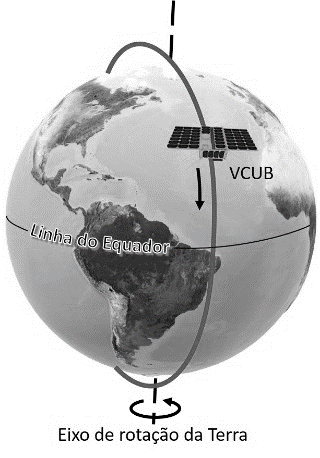 VCUB
Linha do Equador
Eixo de rotação da Terra